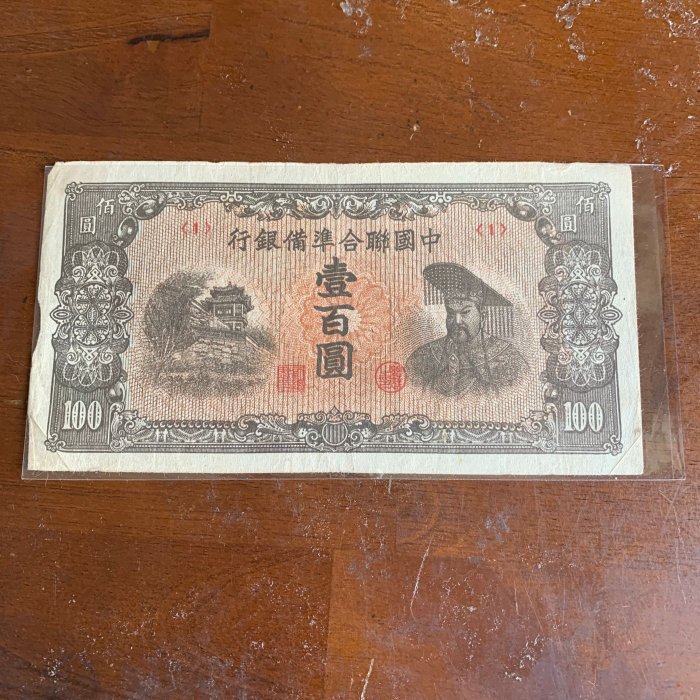 中國聯合準備銀行
<1> <1>
佰圓 佰圓
壹百圓
100 100